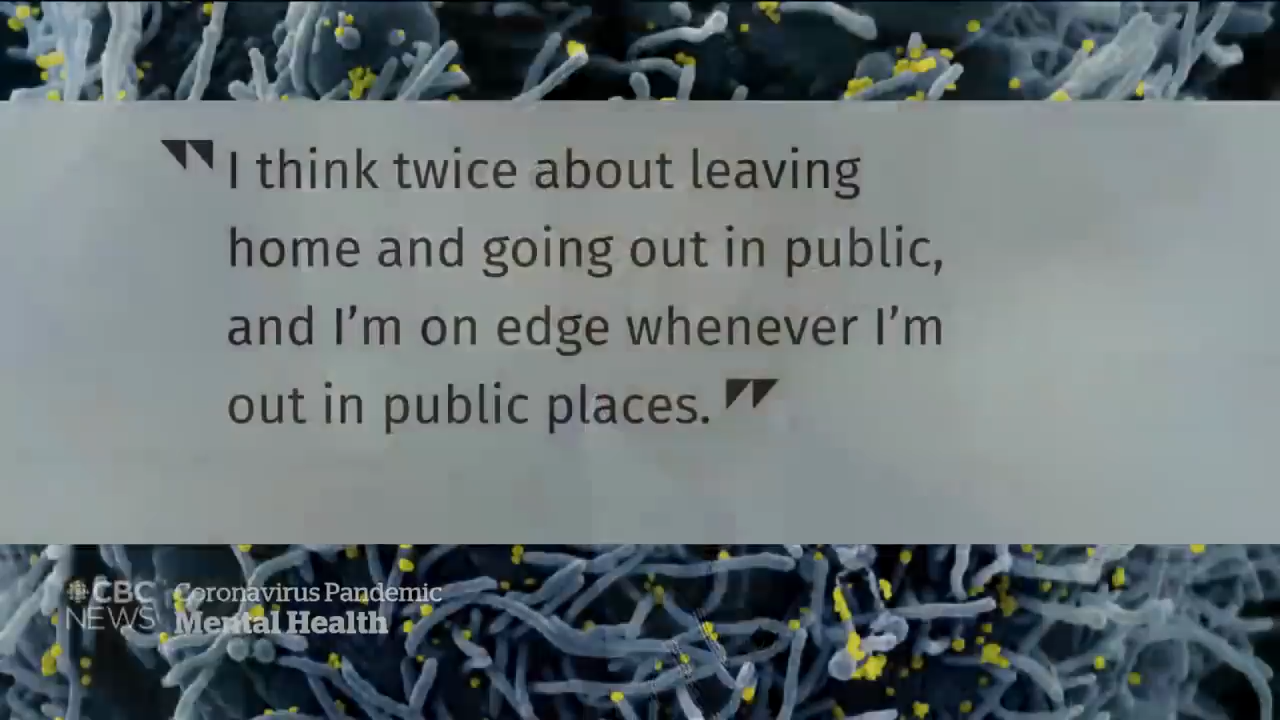 I think twice about leaving
home and going out in public,
and I’m on edge whenever I’m
out in public places.
CBC NEWS
Coronavirus Pandemic
Mental Health